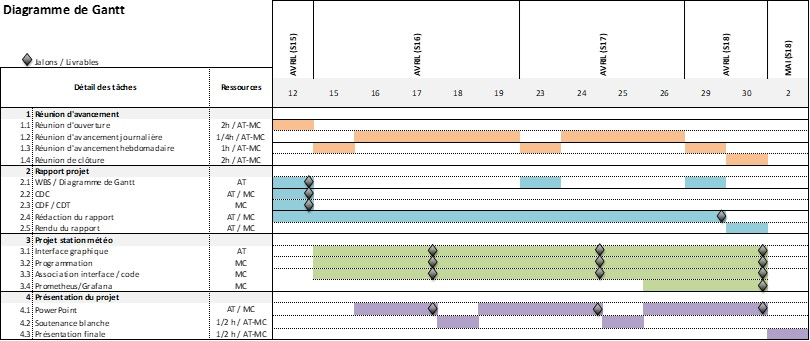 Diagramme de Gantt
AVRIL (S15) AVRIL (S16) AVRIL (S17) AVRIL (S18) MAI (S18)
Jalons / Livrables
Détail des tâches Ressources 12 15 16 17 18 19 23 24 25 26 29 30 2
1 Réunion d'avancement
1.1 Réunion d'ouverture 2h / AT-MC
1.2 Réunion d'avancement journalière 1/4h / AT-MC
1.3 Réunion d'avancement hebdomadaire 1h / AT-MC
1.4 Réunion de clôture 2h / AT-MC
2 Rapport projet
2.1 WBS / Diagramme de Gantt AT
2.2 CDC AT / MC
2.3 CDF / CDT MC
2.4 Rédaction du rapport AT / MC
2.5 Rendu du rapport AT / MC
3 Projet station météo
3.1 Interface graphique AT
3.2 Programmation MC
3.3 Association interface / code MC
3.4 Prometheus/Grafana MC
4 Présentation du projet
4.1 PowerPoint AT / MC
4.2 Soutenance blanche 1/2 h / AT-MC
4.3 Présentation finale 1/2 h / AT-MC